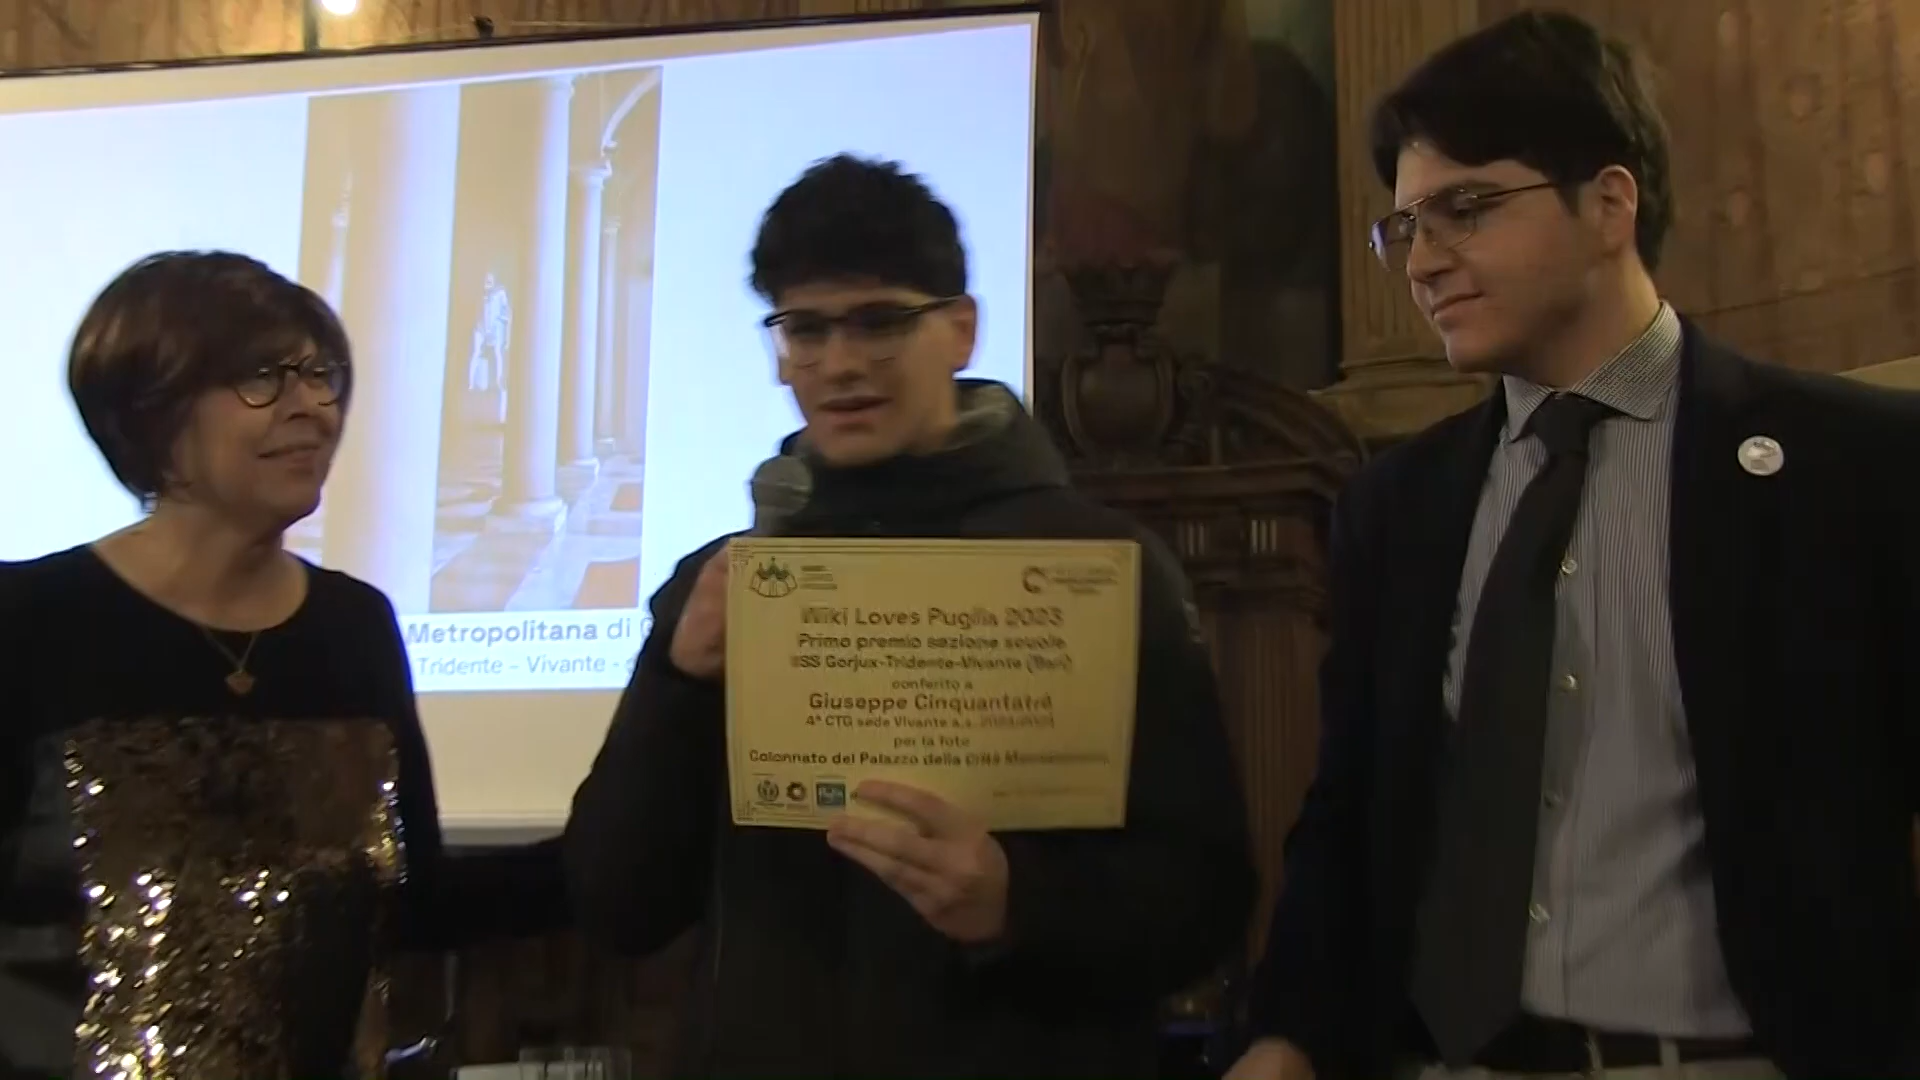 Metropolitana di
Tridente - Vivante -
Wiki Loves Puglia 2023
Primo premio sezione scuole
IISS Gorjux-Tridente-Vivante (Bari)
conferito a
Giuseppe Cinquantatré
4ª CTG sede Vivante a.s.
per la foto
Colonnato del Palazzo della Città